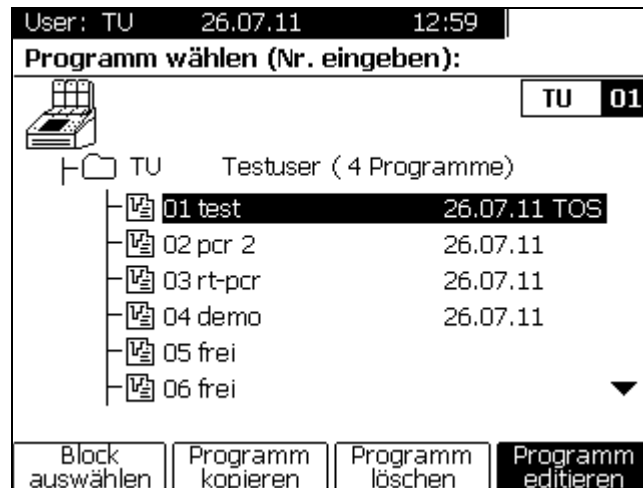 User: TU 26.07.11 12:59
Programm wählen (Nr. eingeben):
TU 01
TU Testuser ( 4 Programme)
01 test 26.07.11 TOS
02 pcr 2 26.07.11
03 rt-pcr 26.07.11
04 demo 26.07.11
05 frei
06 frei
Block Programm Programm Programm
auswählen kopieren löschen editieren